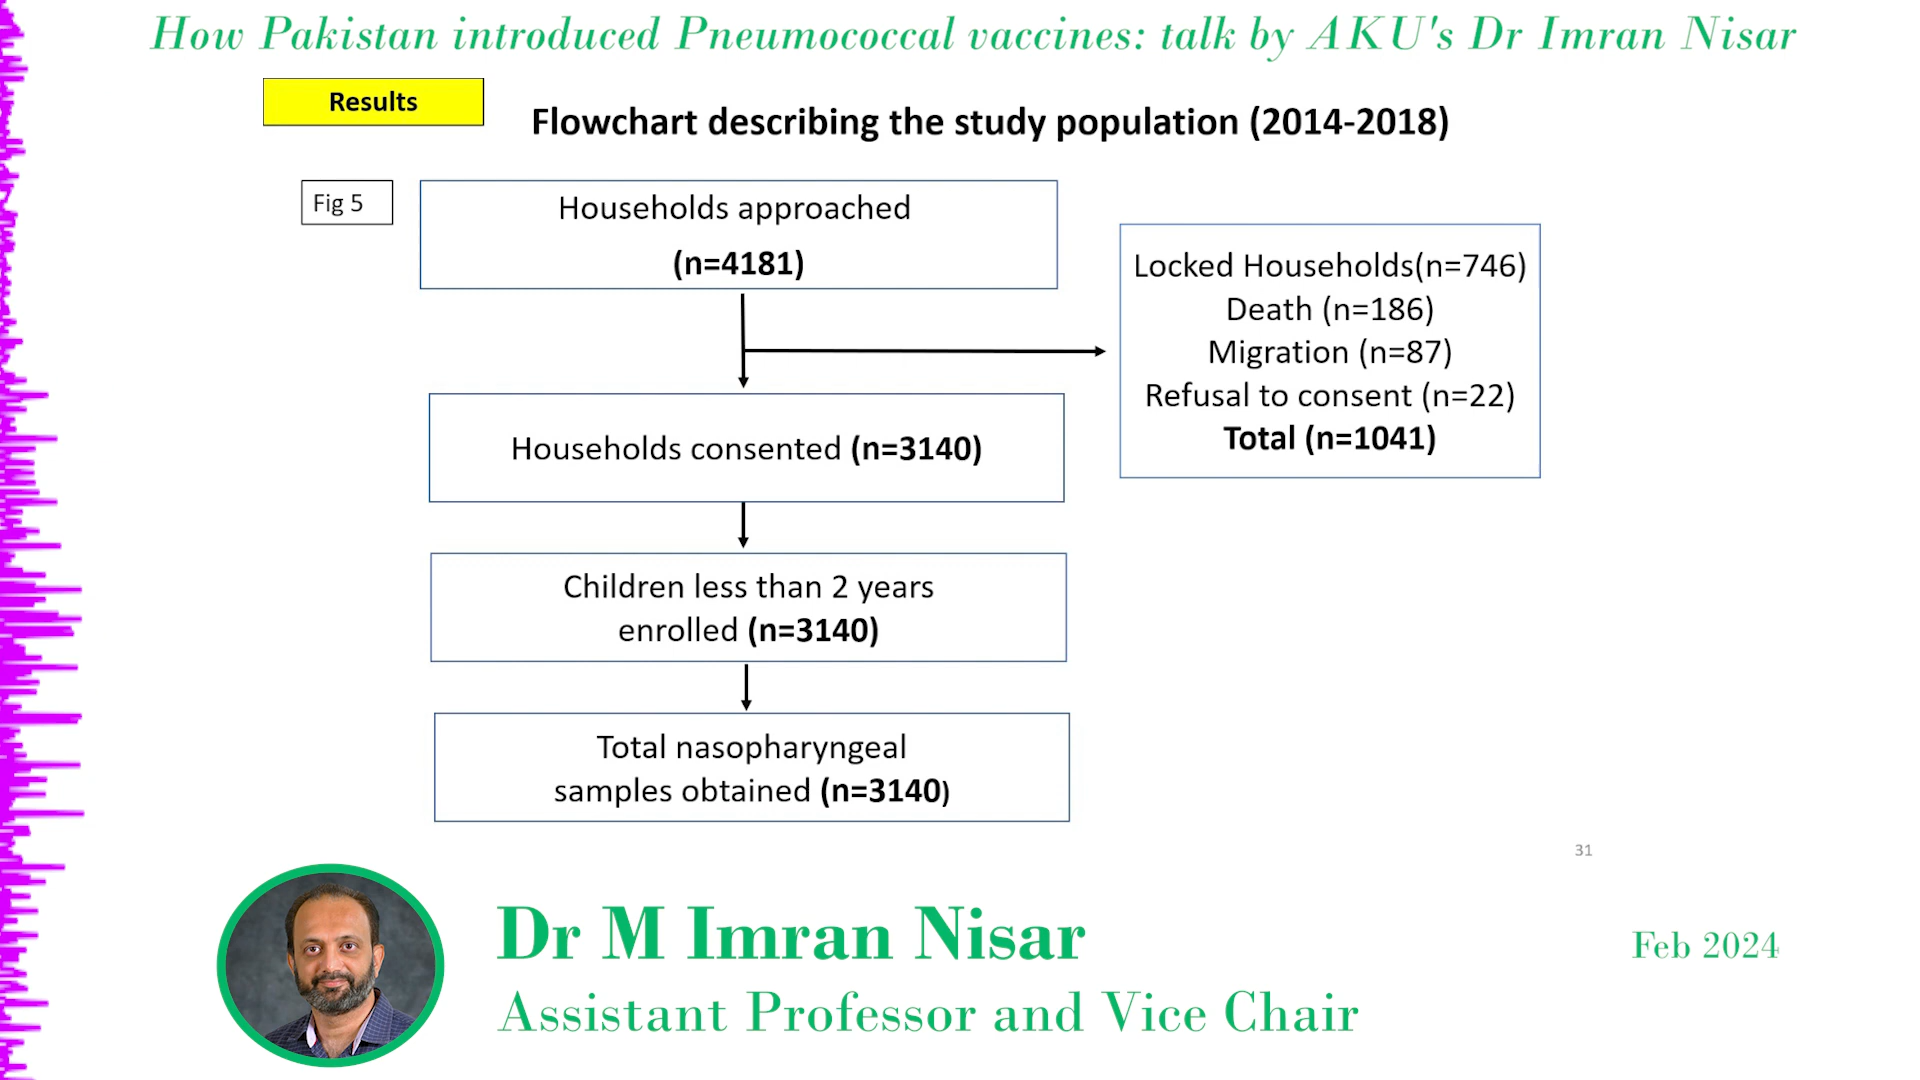 How Pakistan introduced Pneumococcal vaccines: talk by AKU's Dr Imran Nisar
Results
Flowchart describing the study population (2014-2018)
Fig 5
Households approached
(n=4181)
Locked Households(n=746)
Death (n=186)
Migration (n=87)
Refusal to consent (n=22)
Total (n=1041)
Households consented (n=3140)
Children less than 2 years
enrolled (n=3140)
Total nasopharyngeal
samples obtained (n=3140)
31
Dr M Imran Nisar
Assistant Professor and Vice Chair
Feb 2024